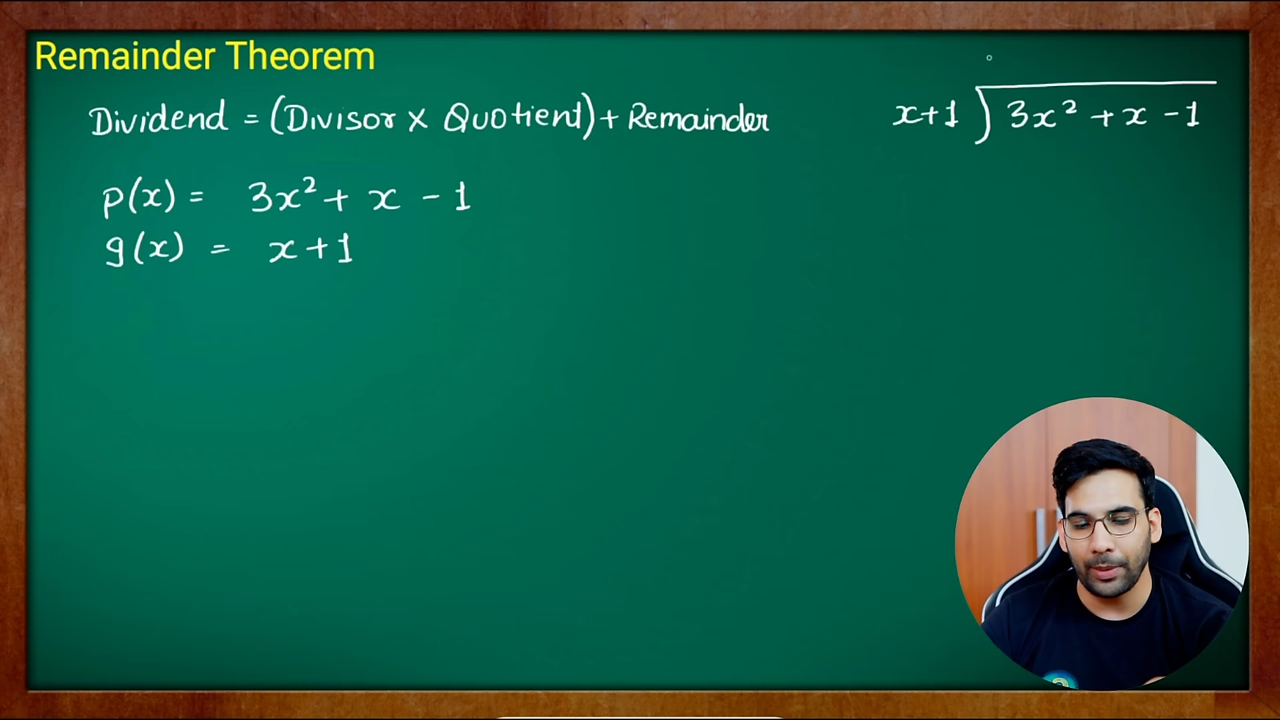 Remainder Theorem
Dividend = (Divisor × Quotient) + Remainder
x+1 ) 3x² + x - 1
p(x) = 3x² + x - 1
g(x) = x+1